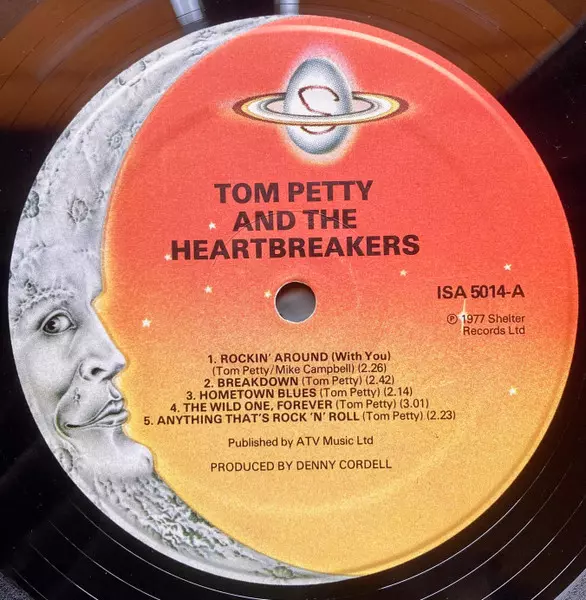 TOM PETTY
AND THE
HEARTBREAKERS
ISA 5014-A
℗ 1977 Shelter
Records Ltd
1. ROCKIN' AROUND (With You)
(Tom Petty/Mike Campbell) (2.26)
2. BREAKDOWN (Tom Petty) (2.42)
3. HOMETOWN BLUES (Tom Petty) (2.14)
4. THE WILD ONE, FOREVER (Tom Petty) (3.01)
5. ANYTHING THAT'S ROCK 'N' ROLL (Tom Petty) (2.23)
Published by ATV Music Ltd
PRODUCED BY DENNY CORDELL